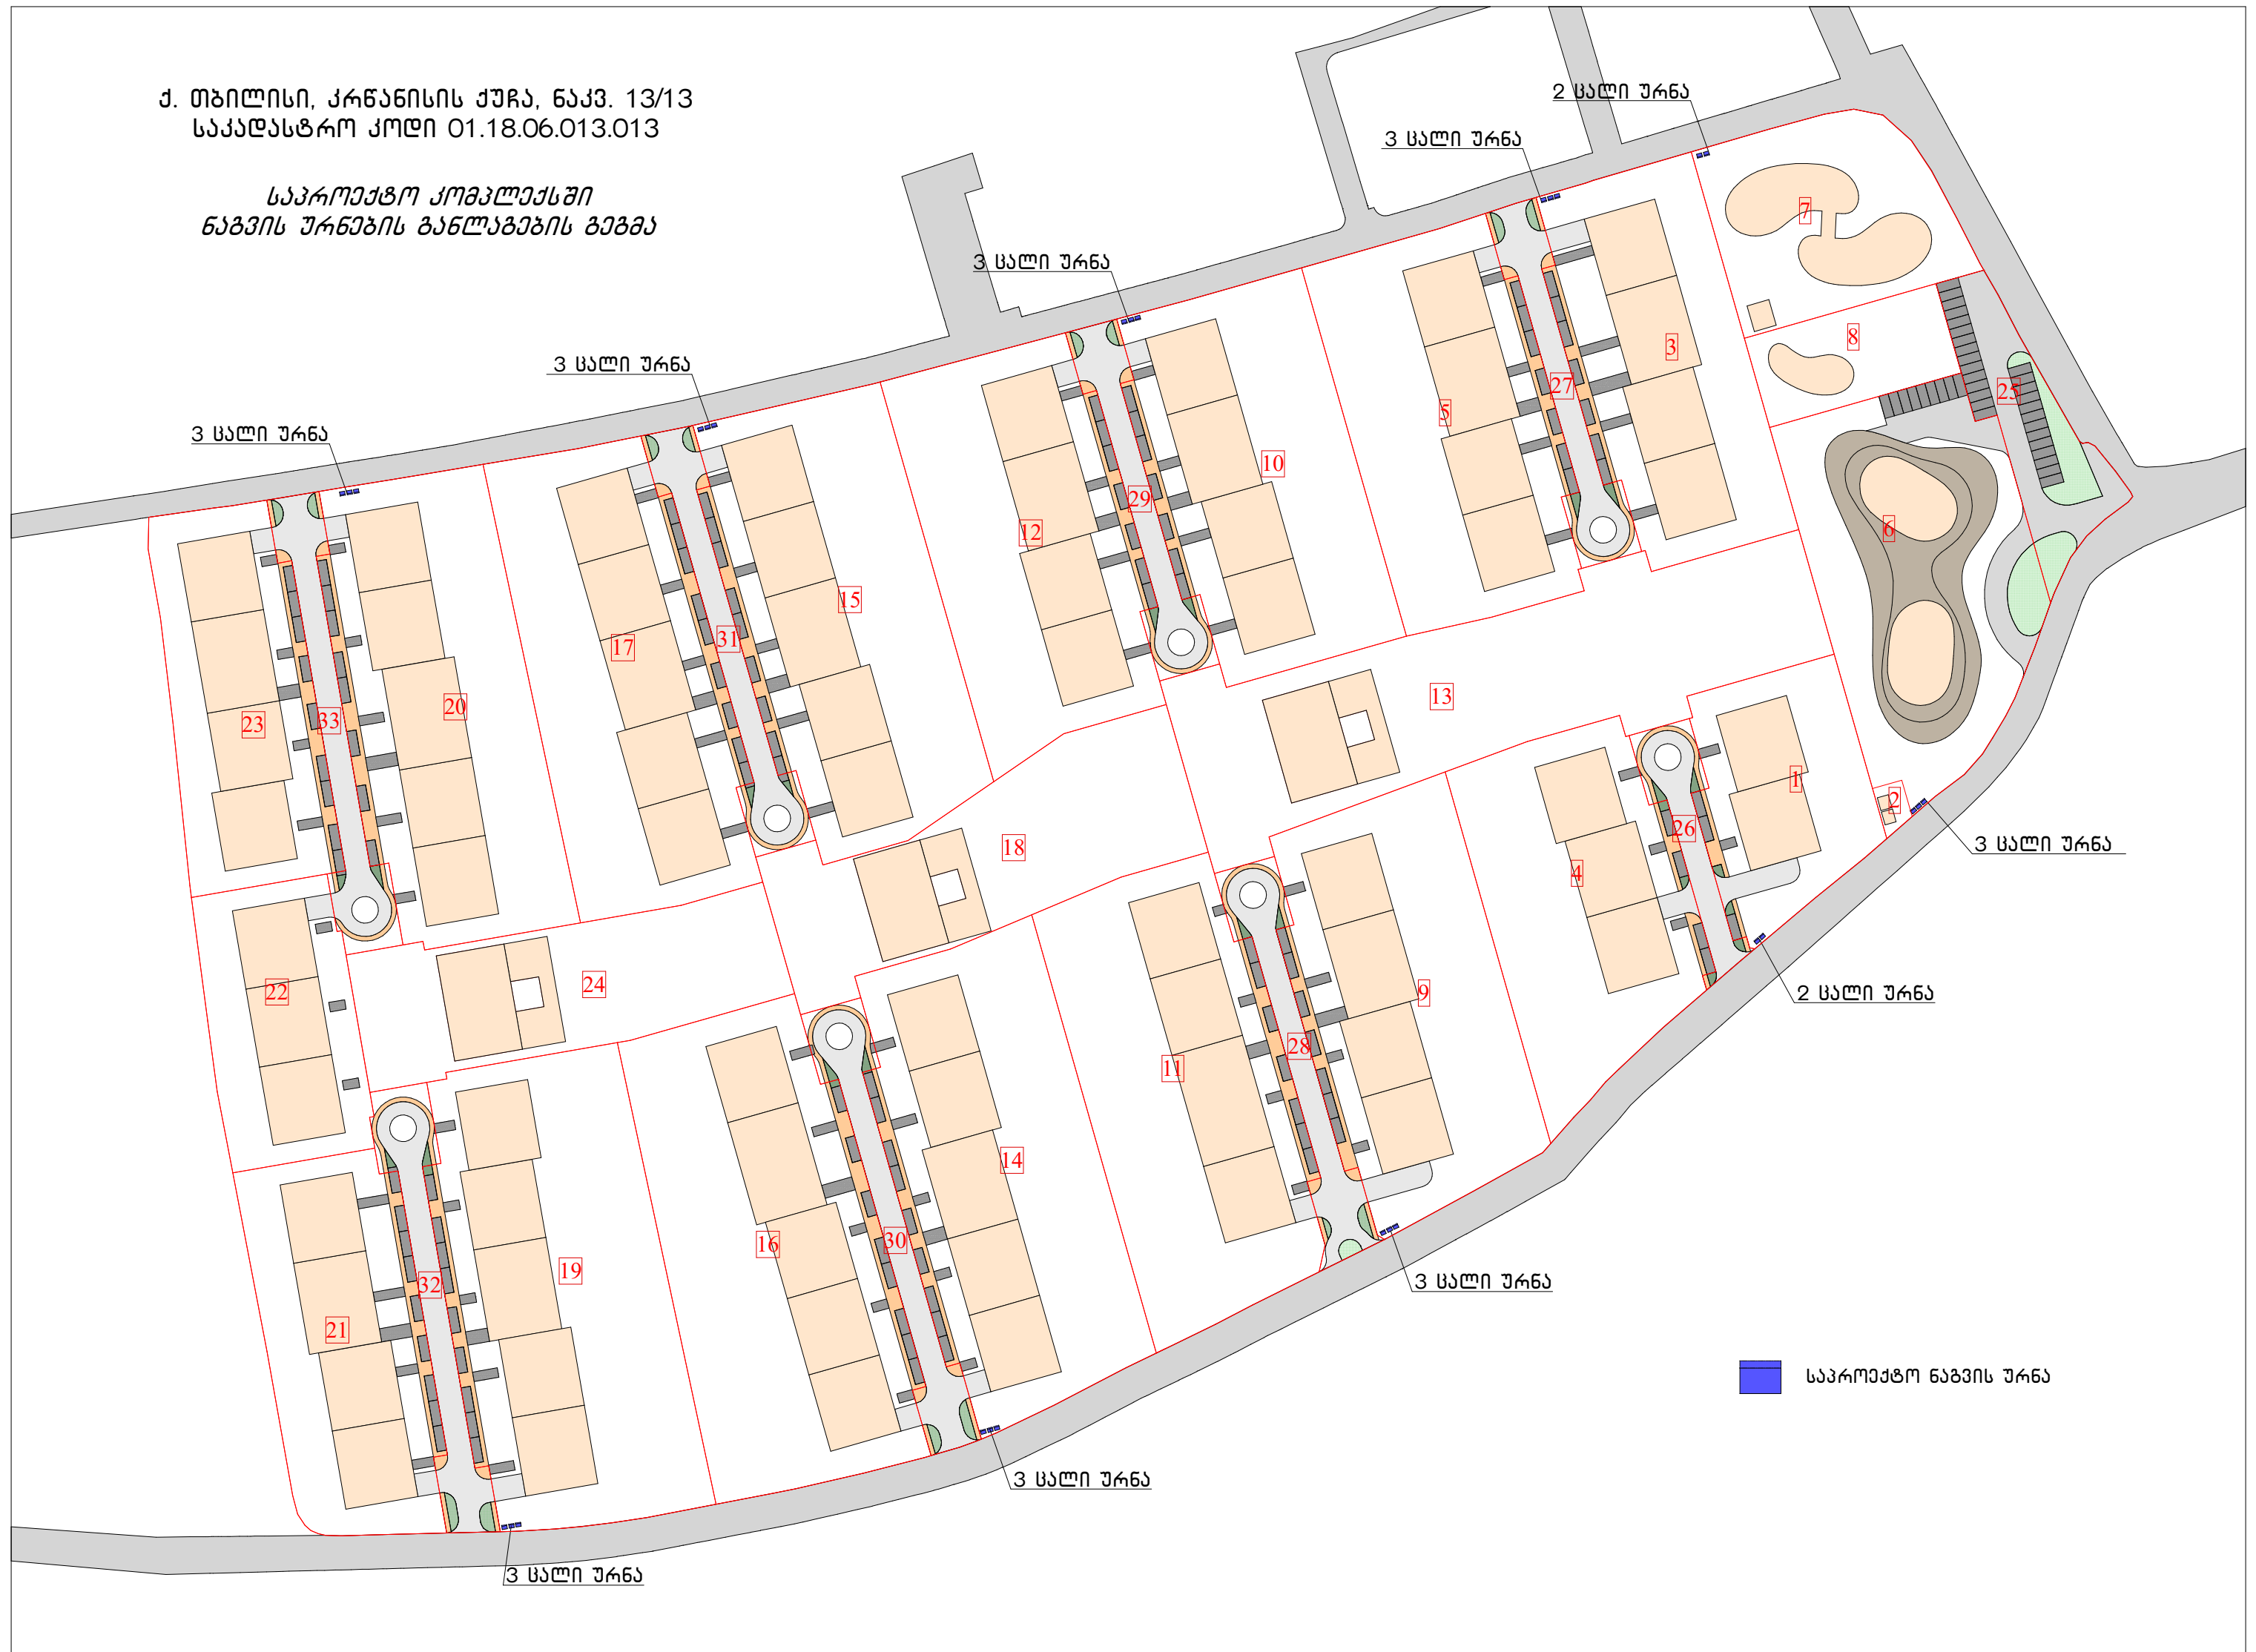 ქ. თბილისი, კრწანისის ქუჩა, ნაკვ. 13/13
საკადასტრო კოდი 01.18.06.013.013
საპროექტო კომპლექსში
ნაგვის ურნების განლაგების გეგმა
2 ცალი ურნა
3 ცალი ურნა
3 ცალი ურნა
3 ცალი ურნა
3 ცალი ურნა
7
8
3
27
25
5
10
29
12
6
15
31
17
20
33
23
13
1
2
26
3 ცალი ურნა
18
4
24
22
9
2 ცალი ურნა
28
11
14
30
16
19
32
3 ცალი ურნა
21
საპროექტო ნაგვის ურნა
3 ცალი ურნა
3 ცალი ურნა